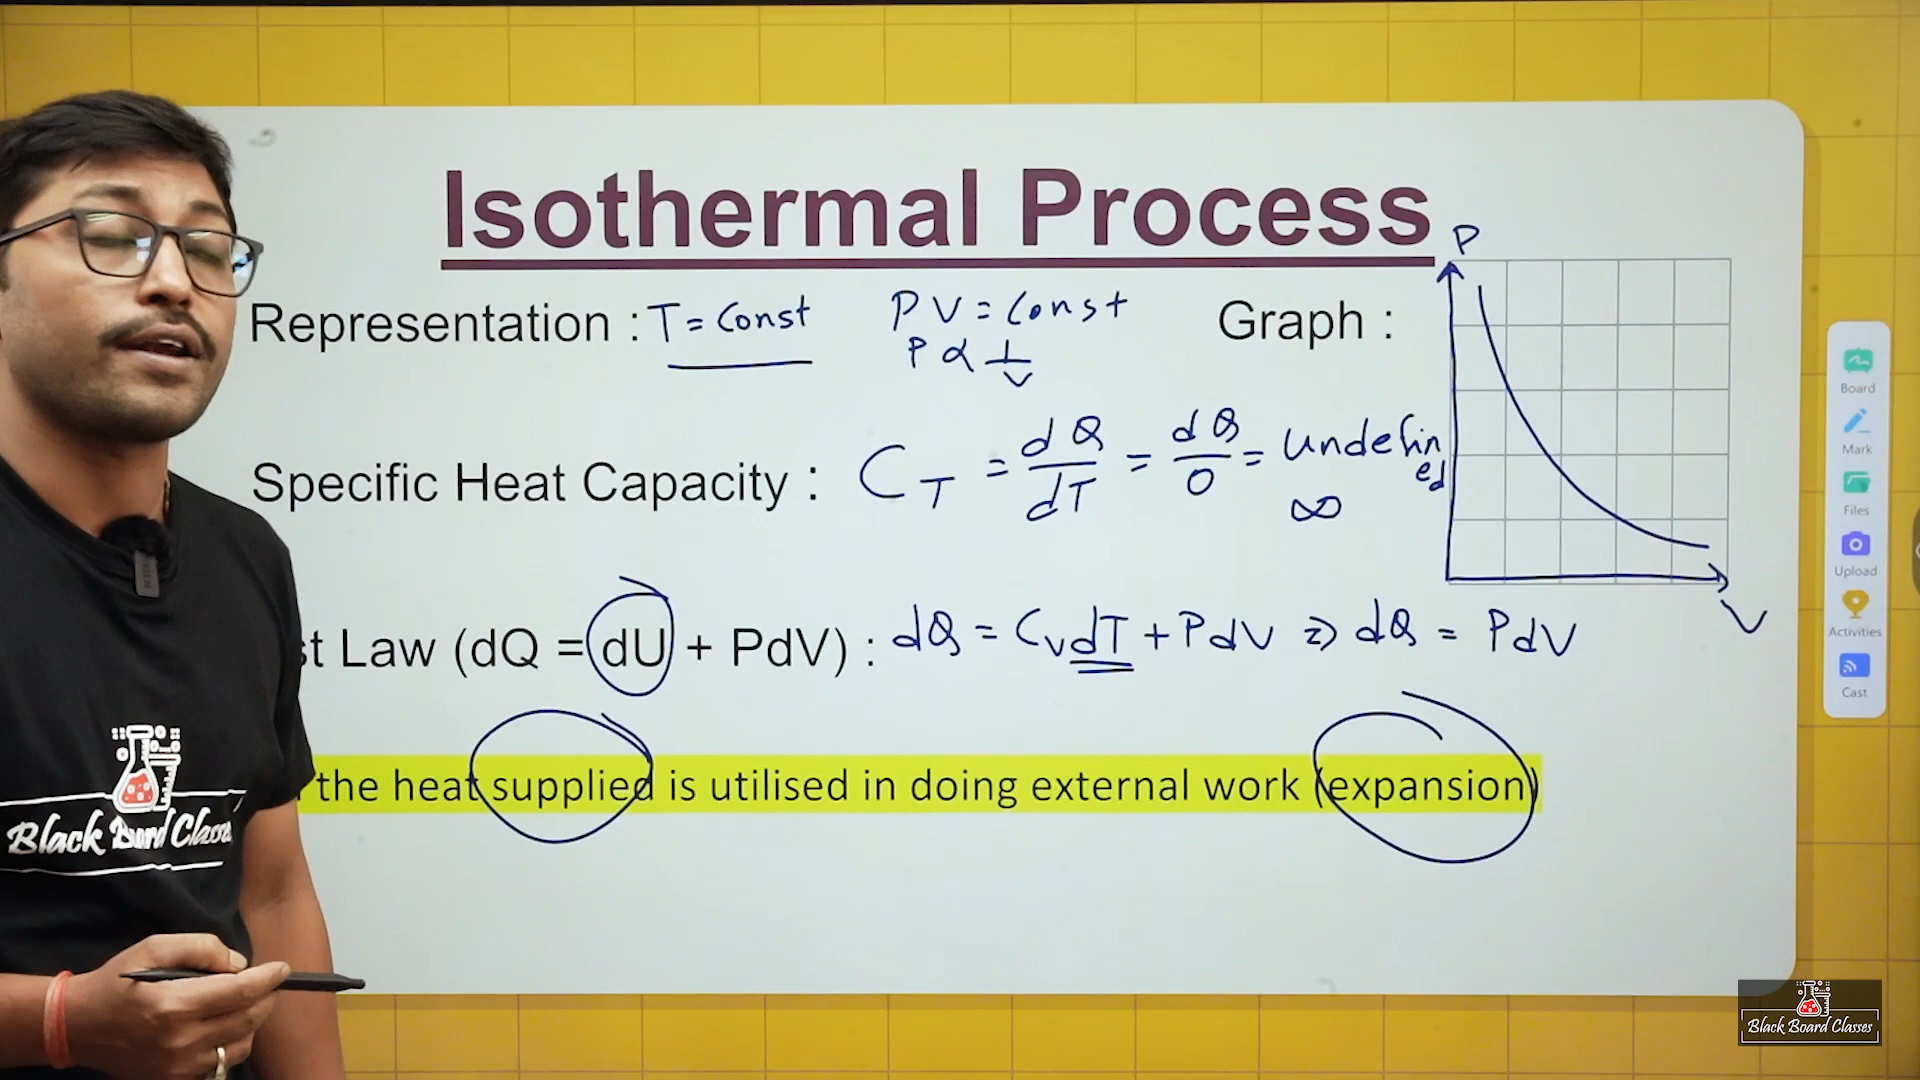 Isothermal Process
Representation : T = Const PV = Const Graph :
P ∝ 1/V
P
V
Specific Heat Capacity : C_T = dQ/dT = dQ/0 = undefined
∞
st Law (dQ = dU + PdV) : dQ = C_v dT + PdV ⇒ dQ = PdV
the heat supplied is utilised in doing external work (expansion)
Board
Mark
Files
Upload
Activities
Cast
Black Board Classes
Black Board Classes